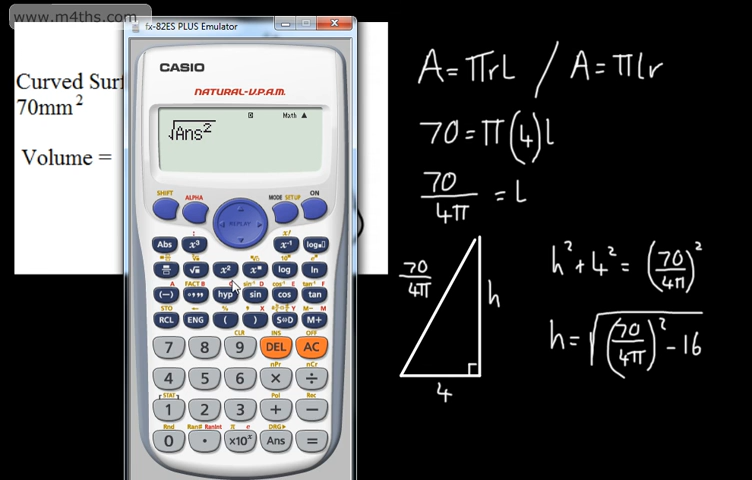 www.m4ths.com
fx-82ES PLUS Emulator
Curved Surf
70mm²
Volume =
CASIO
NATURAL-V.P.A.M.
Math ▲
√Ans²
SHIFT ALPHA MODE SETUP ON
REPLAY
Abs x³ x⁻¹ log
√ x² log ln
(−) hyp sin cos tan
RCL ENG ( ) S⇔D M+
7 8 9 DEL AC
4 5 6 × ÷
1 2 3 + −
0 . ×10ˣ Ans =
A=πrL / A=πlr
70=π(4)l
70/4π = l
70/4π
h
4
h²+4²=(70/4π)²
h=√(70/4π)²-16